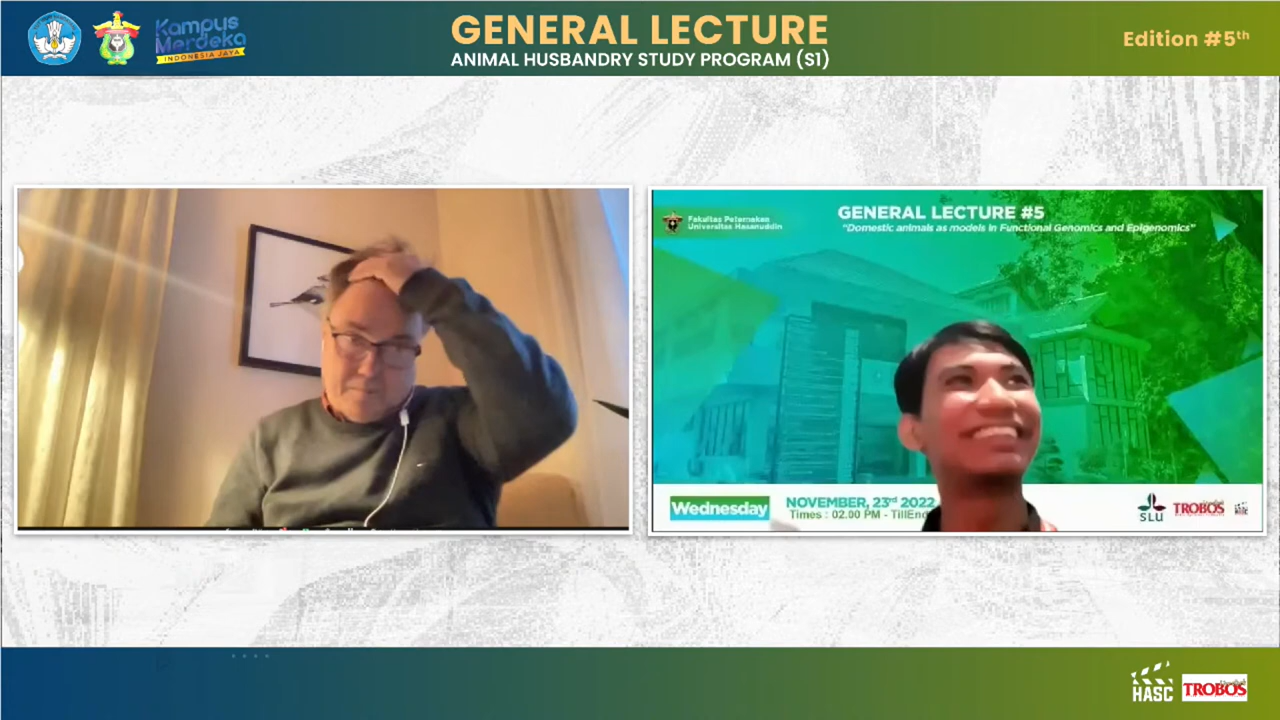 Kampus
Merdeka
INDONESIA JAYA
GENERAL LECTURE
ANIMAL HUSBANDRY STUDY PROGRAM (S1)
Edition #5th
Fakultas Peternakan
Universitas Hasanuddin
GENERAL LECTURE #5
"Domestic animals as models in Functional Genomics and Epigenomics"
Wednesday
NOVEMBER, 23rd 2022
Times : 02.00 PM - TillEnd
SLU
TROBOS
HASC
HASC
TROBOS